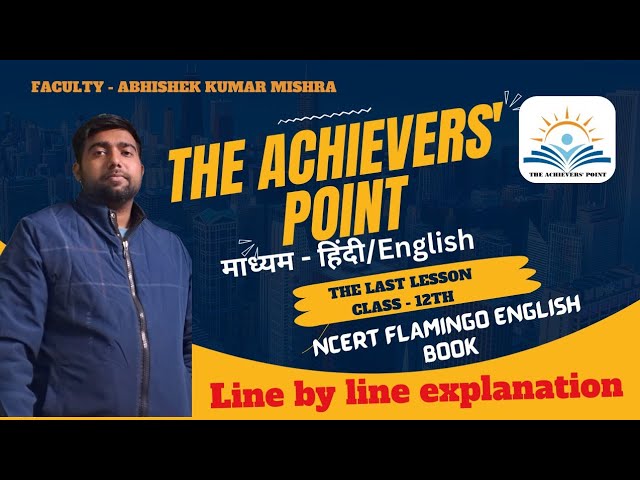 FACULTY - ABHISHEK KUMAR MISHRA
THE ACHIEVERS'
POINT
THE ACHIEVERS' POINT
माध्यम - हिंदी/English
THE LAST LESSON
CLASS - 12TH
NCERT FLAMINGO ENGLISH
BOOK
Line by line explanation